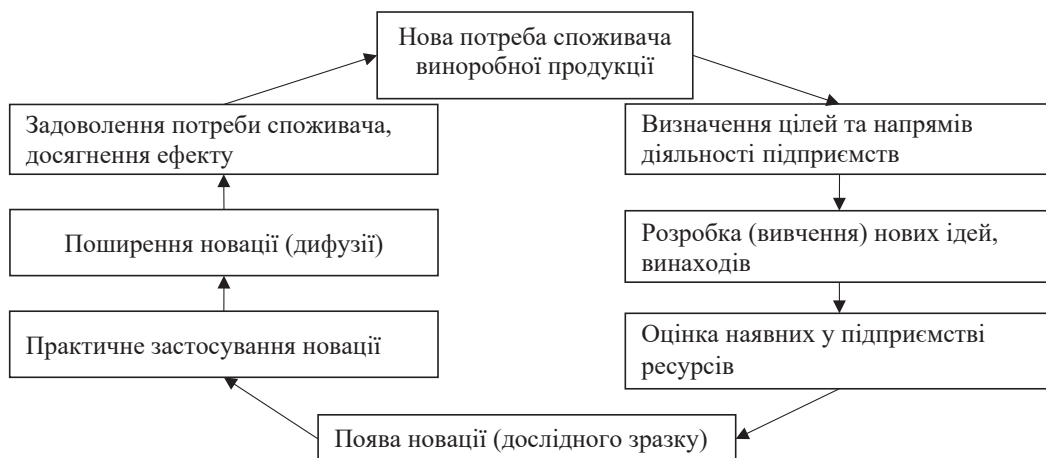 Нова потреба споживача
виноробної продукції
Визначення цілей та напрямів
діяльності підприємств
Розробка (вивчення) нових ідей,
винаходів
Оцінка наявних у підприємстві
ресурсів
Поява новації (дослідного зразку)
Практичне застосування новації
Поширення новації (дифузії)
Задоволення потреби споживача,
досягнення ефекту